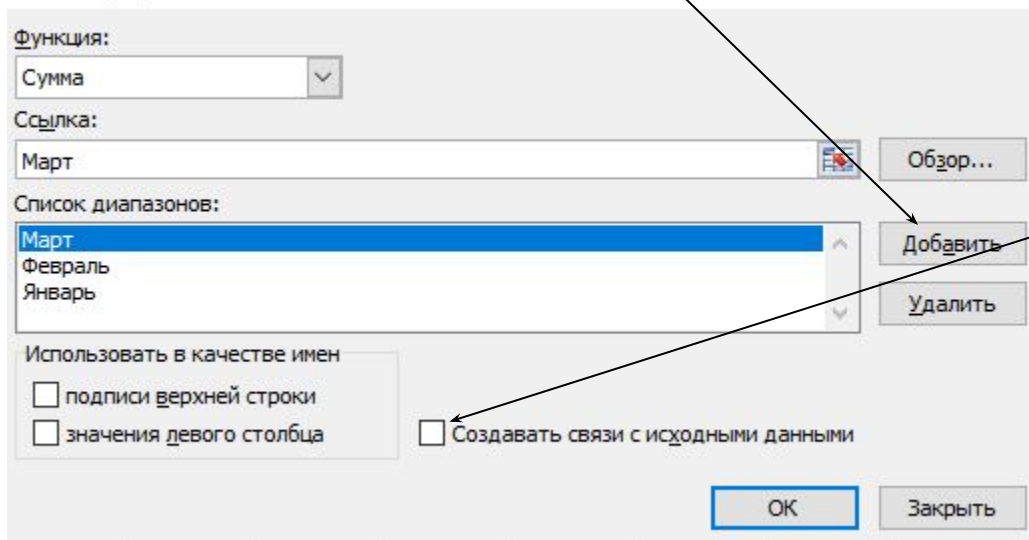 Функция:
Сумма
Ссылка:
Март
Обзор...
Список диапазонов:
Март
Февраль
Январь
Добавить
Удалить
Использовать в качестве имен
подписи верхней строки
значения левого столбца
Создавать связи с исходными данными
ОК
Закрыть